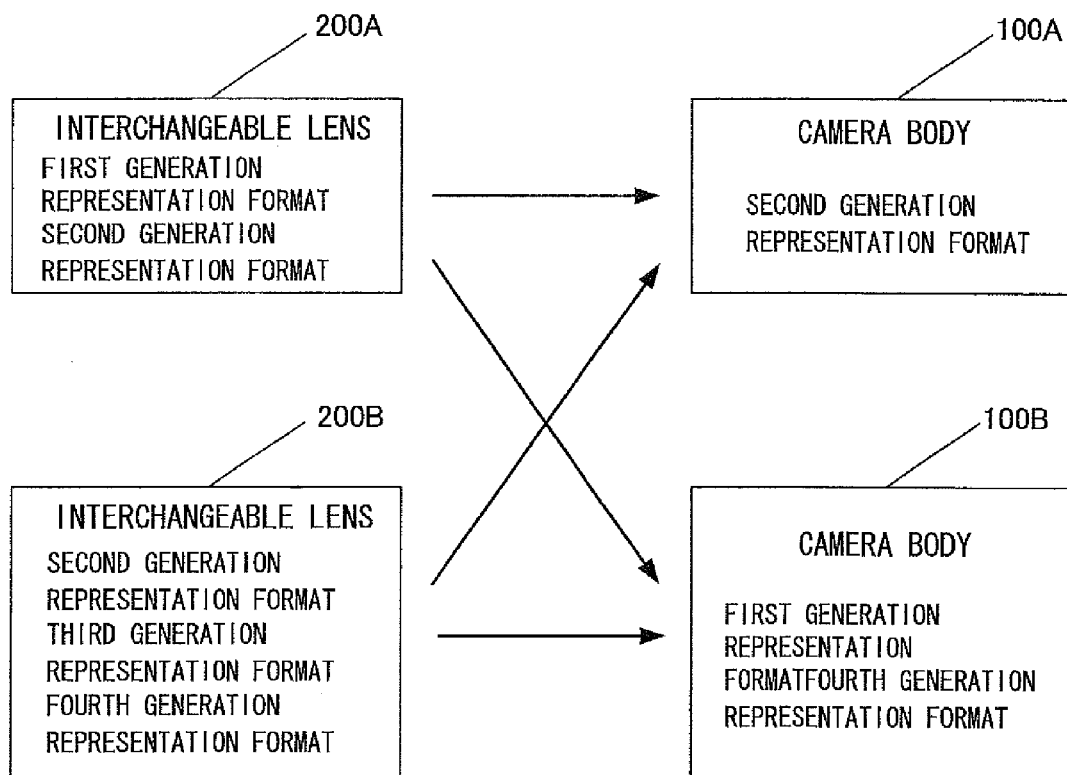 200A
100A
INTERCHANGEABLE LENS
FIRST GENERATION
REPRESENTATION FORMAT
SECOND GENERATION
REPRESENTATION FORMAT
CAMERA BODY
SECOND GENERATION
REPRESENTATION FORMAT
200B
100B
INTERCHANGEABLE LENS
SECOND GENERATION
REPRESENTATION FORMAT
THIRD GENERATION
REPRESENTATION FORMAT
FOURTH GENERATION
REPRESENTATION FORMAT
CAMERA BODY
FIRST GENERATION
REPRESENTATION
FORMATFOURTH GENERATION
REPRESENTATION FORMAT